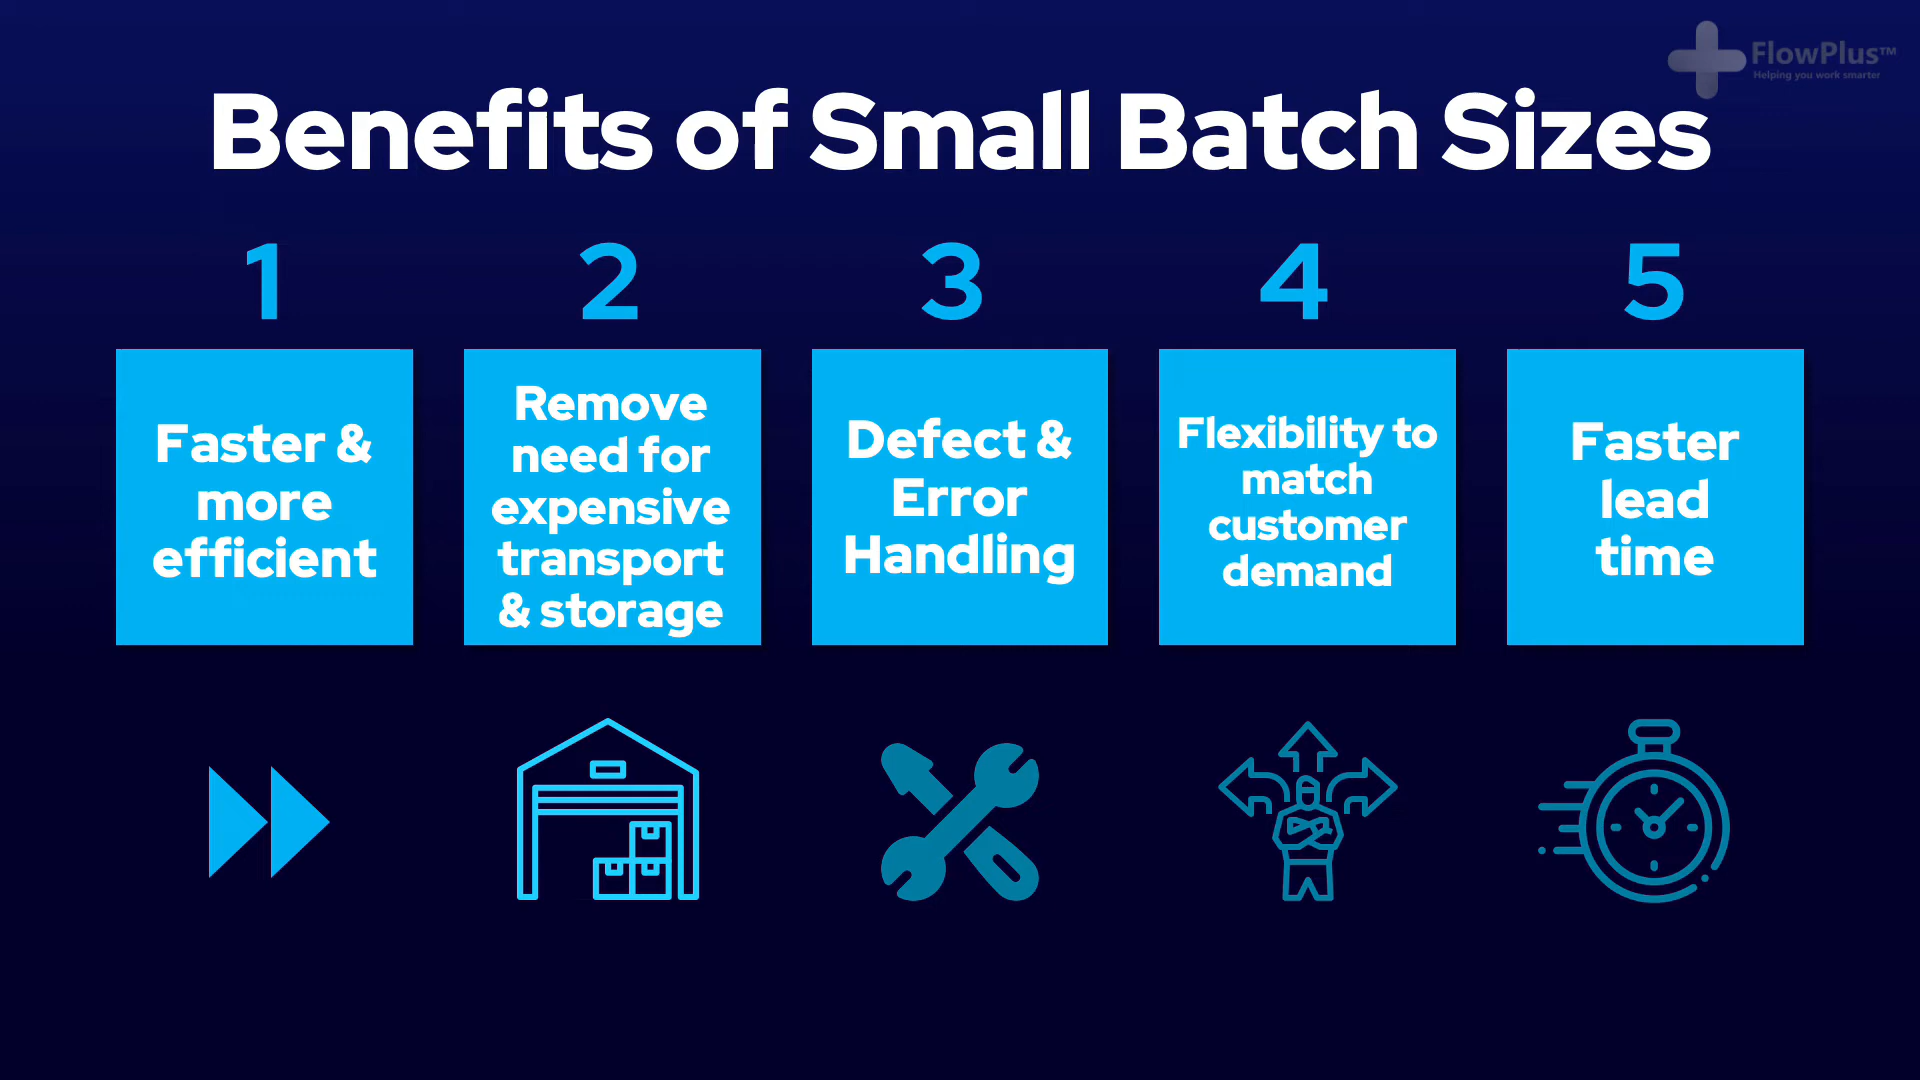 FlowPlus™
Helping you work smarter
Benefits of Small Batch Sizes
1
2
3
4
5
Faster &
more
efficient
Remove
need for
expensive
transport
& storage
Defect &
Error
Handling
Flexibility to
match
customer
demand
Faster
lead
time